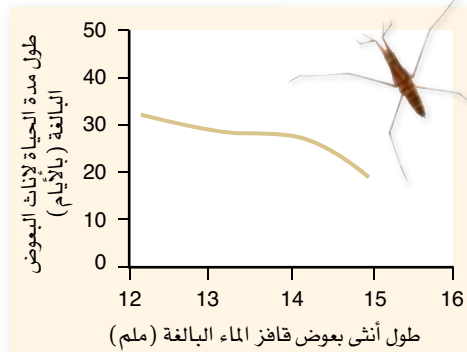 طول مدة الحياة لإناث البعوض
البالغة (بالأيام)
50
40
30
20
10
0
12 13 14 15 16
طول أنثى بعوض قافز الماء البالغة (ملم)